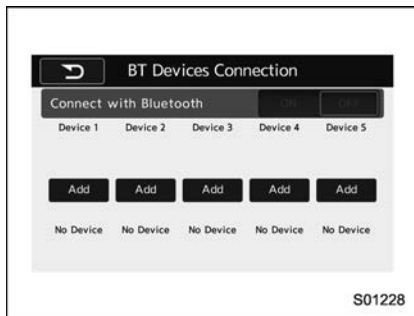 BT Devices Connection
Connect with Bluetooth ON OFF
Device 1 Device 2 Device 3 Device 4 Device 5
Add Add Add Add Add
No Device No Device No Device No Device No Device
S01228